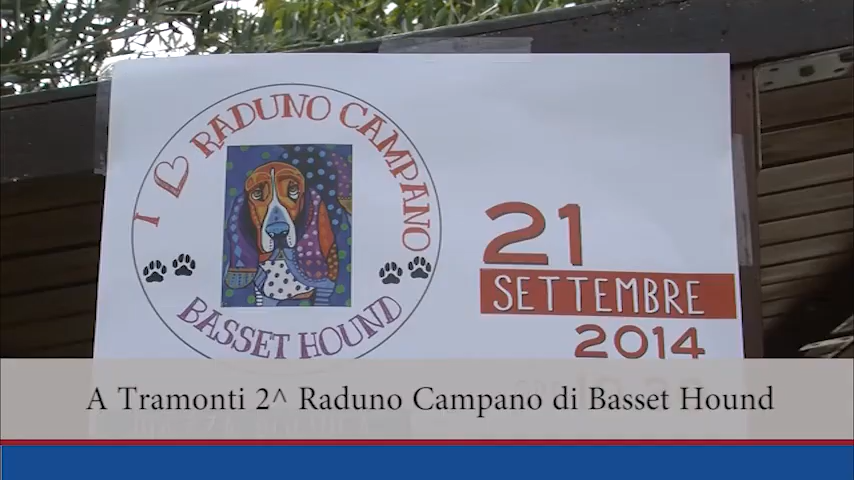 I ♡ RADUNO CAMPANO
BASSET HOUND
21
SETTEMBRE
2014
A Tramonti 2^ Raduno Campano di Basset Hound